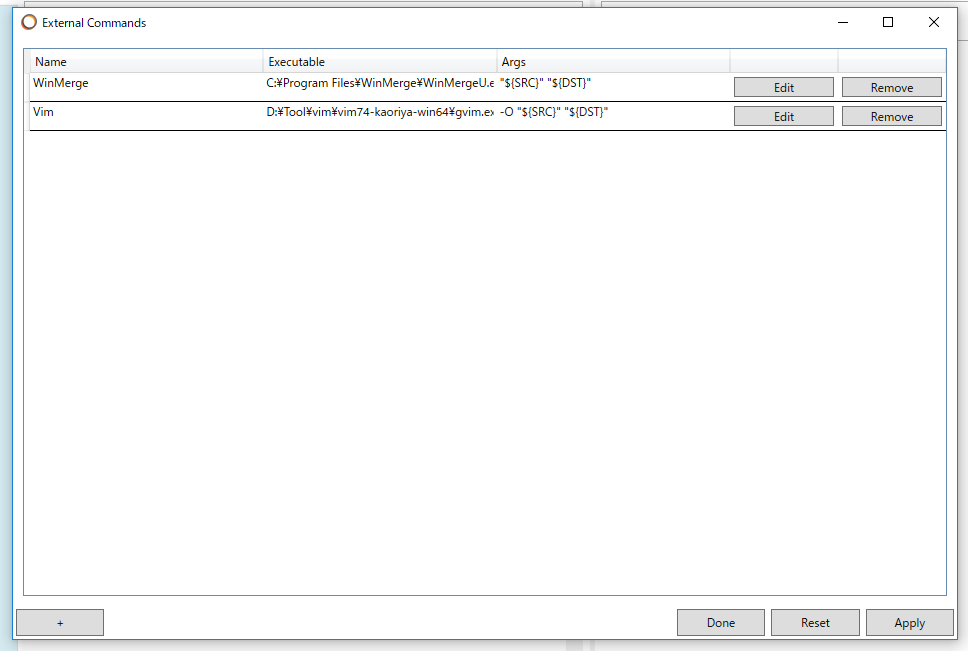 External Commands
Name Executable Args
WinMerge C:¥Program Files¥WinMerge¥WinMergeU.e "${SRC}" "${DST}" Edit Remove
Vim D:¥Tool¥vim¥vim74-kaoriya-win64¥gvim.ex -O "${SRC}" "${DST}" Edit Remove
+ Done Reset Apply